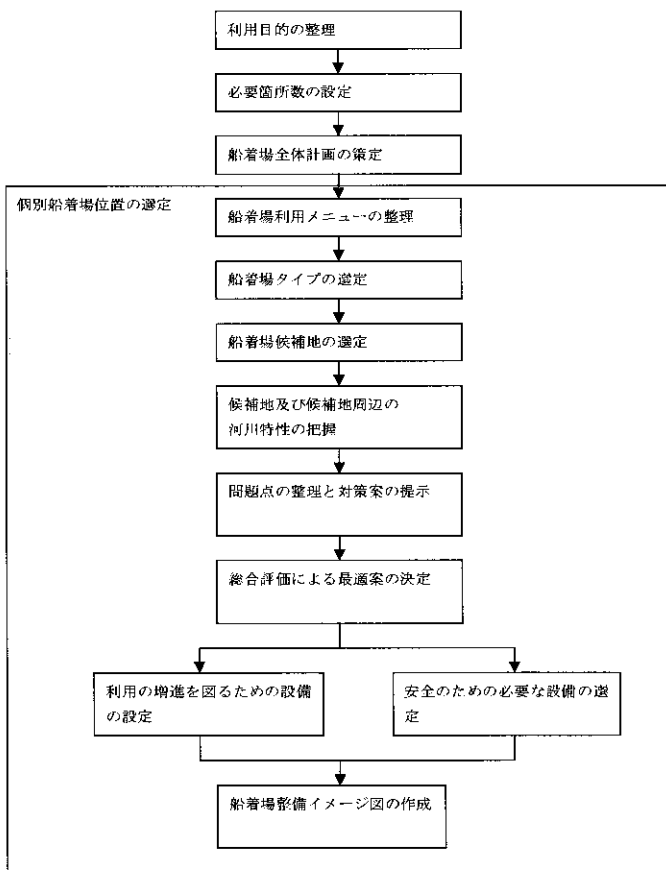 利用目的の整理
必要箇所数の設定
船着場全体計画の策定
個別船着場位置の選定
船着場利用メニューの整理
船着場タイプの選定
船着場候補地の選定
候補地及び候補地周辺の
河川特性の把握
問題点の整理と対策案の提示
総合評価による最適案の決定
利用の増進を図るための設備
の設定
安全のための必要な設備の選
定
船着場整備イメージ図の作成